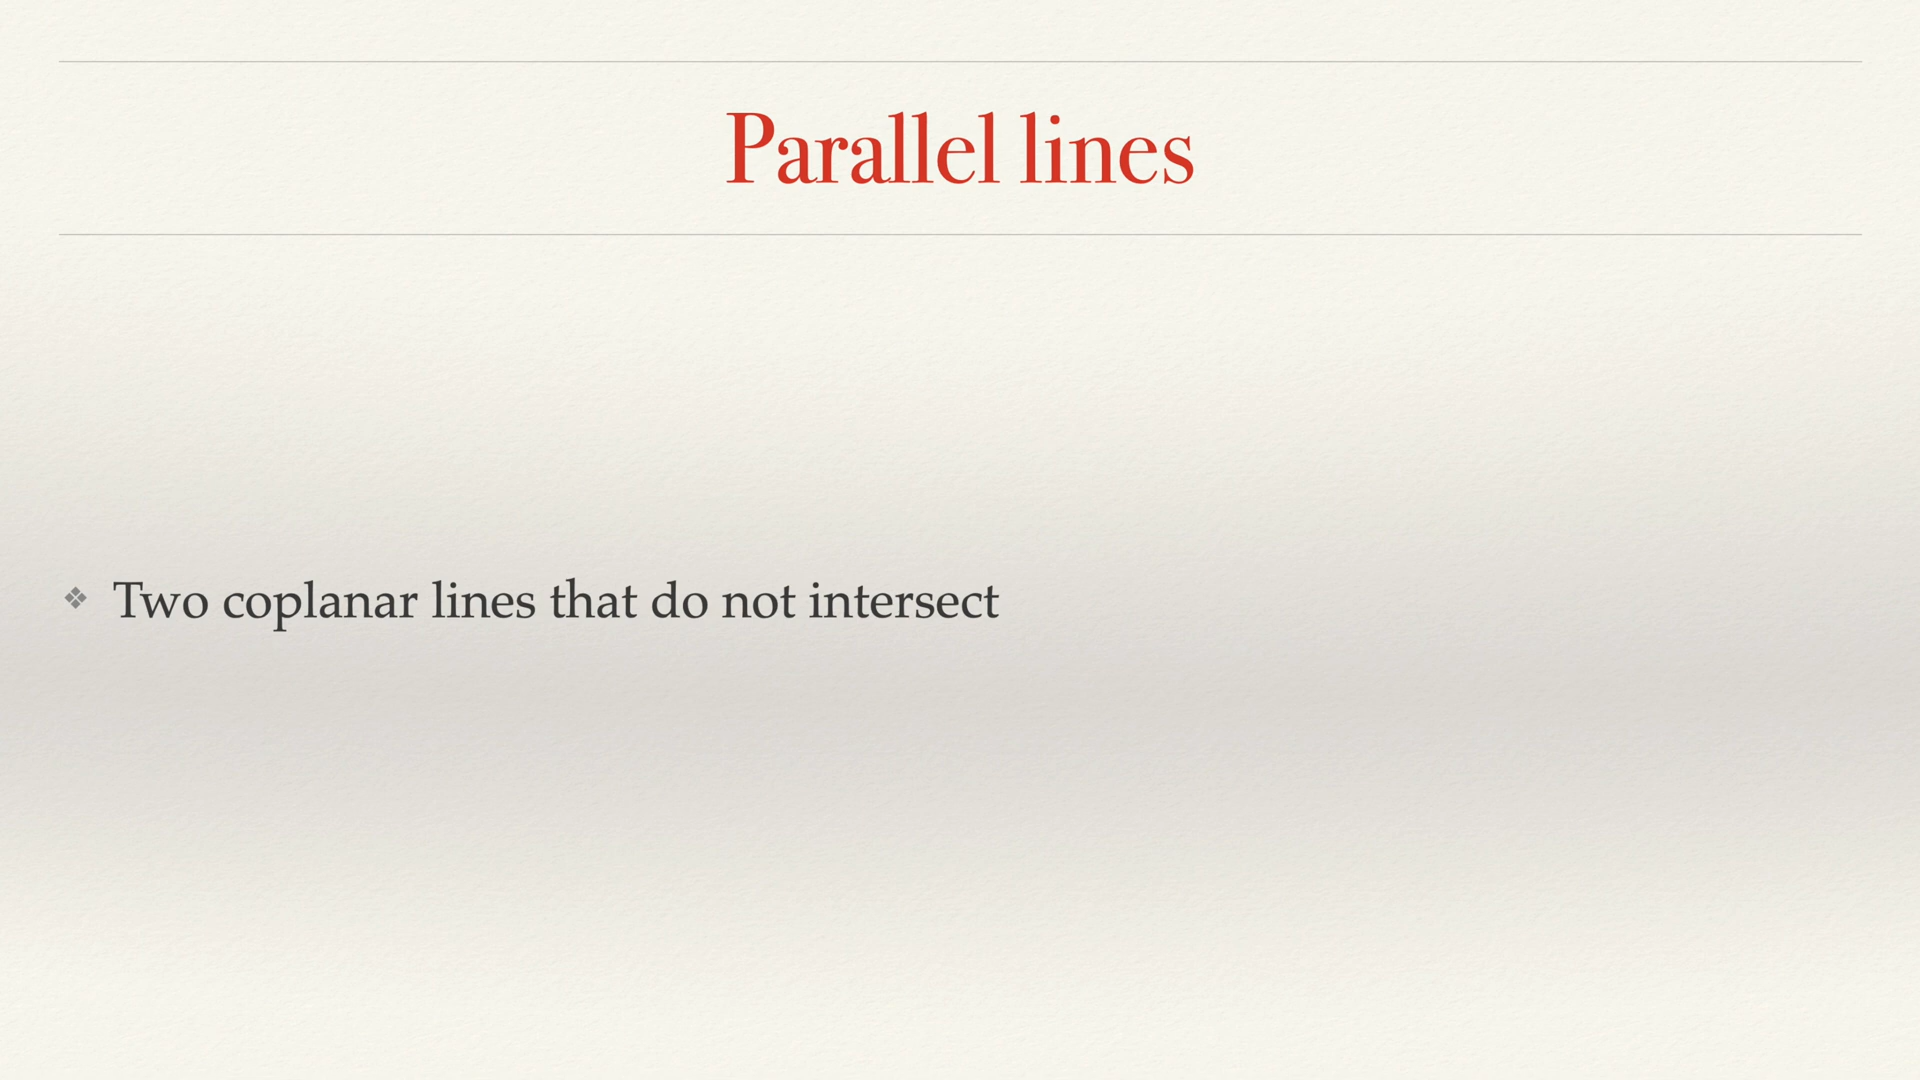 Parallel lines
❖ Two coplanar lines that do not intersect